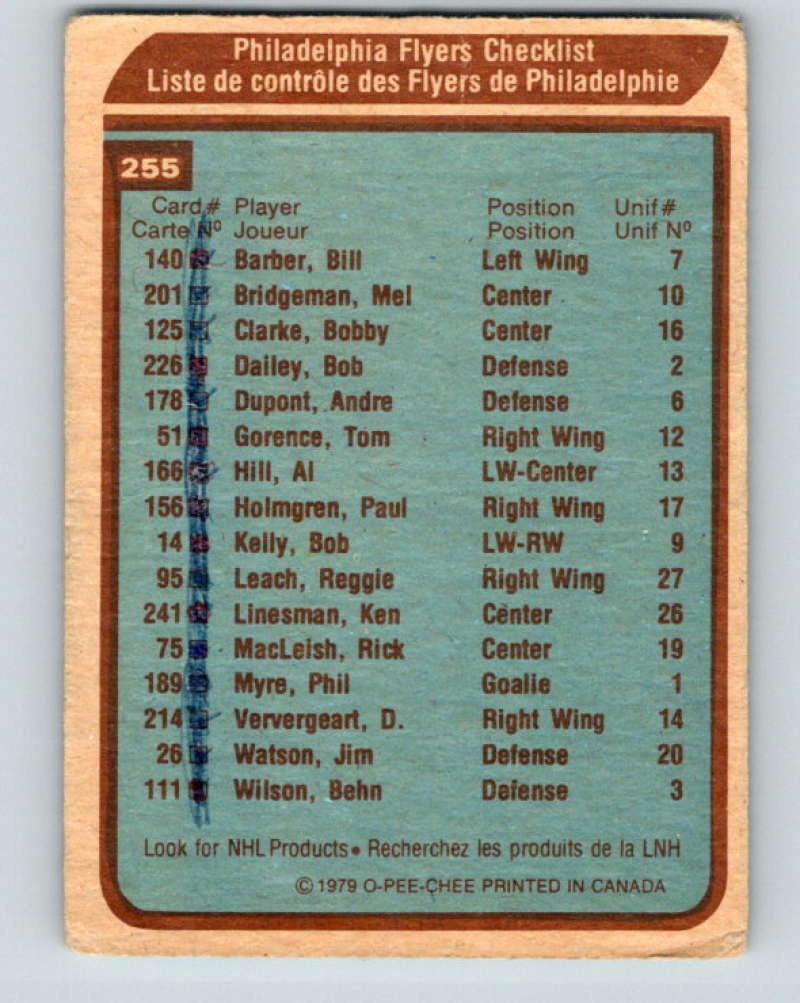 Philadelphia Flyers Checklist
Liste de contrôle des Flyers de Philadelphie
255
Card # Player Position Unif #
Carte Nº Joueur Position Unif Nº
140 Barber, Bill Left Wing 7
201 Bridgeman, Mel Center 10
125 Clarke, Bobby Center 16
226 Dailey, Bob Defense 2
178 Dupont, Andre Defense 6
51 Gorence, Tom Right Wing 12
166 Hill, Al LW-Center 13
156 Holmgren, Paul Right Wing 17
14 Kelly, Bob LW-RW 9
95 Leach, Reggie Right Wing 27
241 Linesman, Ken Center 26
75 MacLeish, Rick Center 19
189 Myre, Phil Goalie 1
214 Ververgeart, D. Right Wing 14
26 Watson, Jim Defense 20
111 Wilson, Behn Defense 3
Look for NHL Products • Recherchez les produits de la LNH
© 1979 O-PEE-CHEE PRINTED IN CANADA